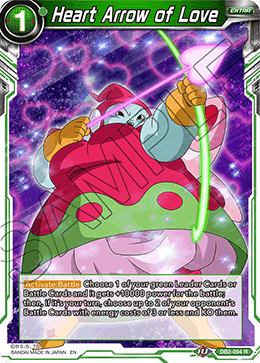 1
Heart Arrow of Love
EXTRA
SAMPLE
Activate:Battle Choose 1 of your green Leader Cards or
Battle Cards and it gets +10000 power for the battle;
then, if it's your turn, choose up to 2 of your opponent's
Battle Cards with energy costs of 3 or less and KO them.
BANDAI MADE IN JAPAN EN
DB2-094 R